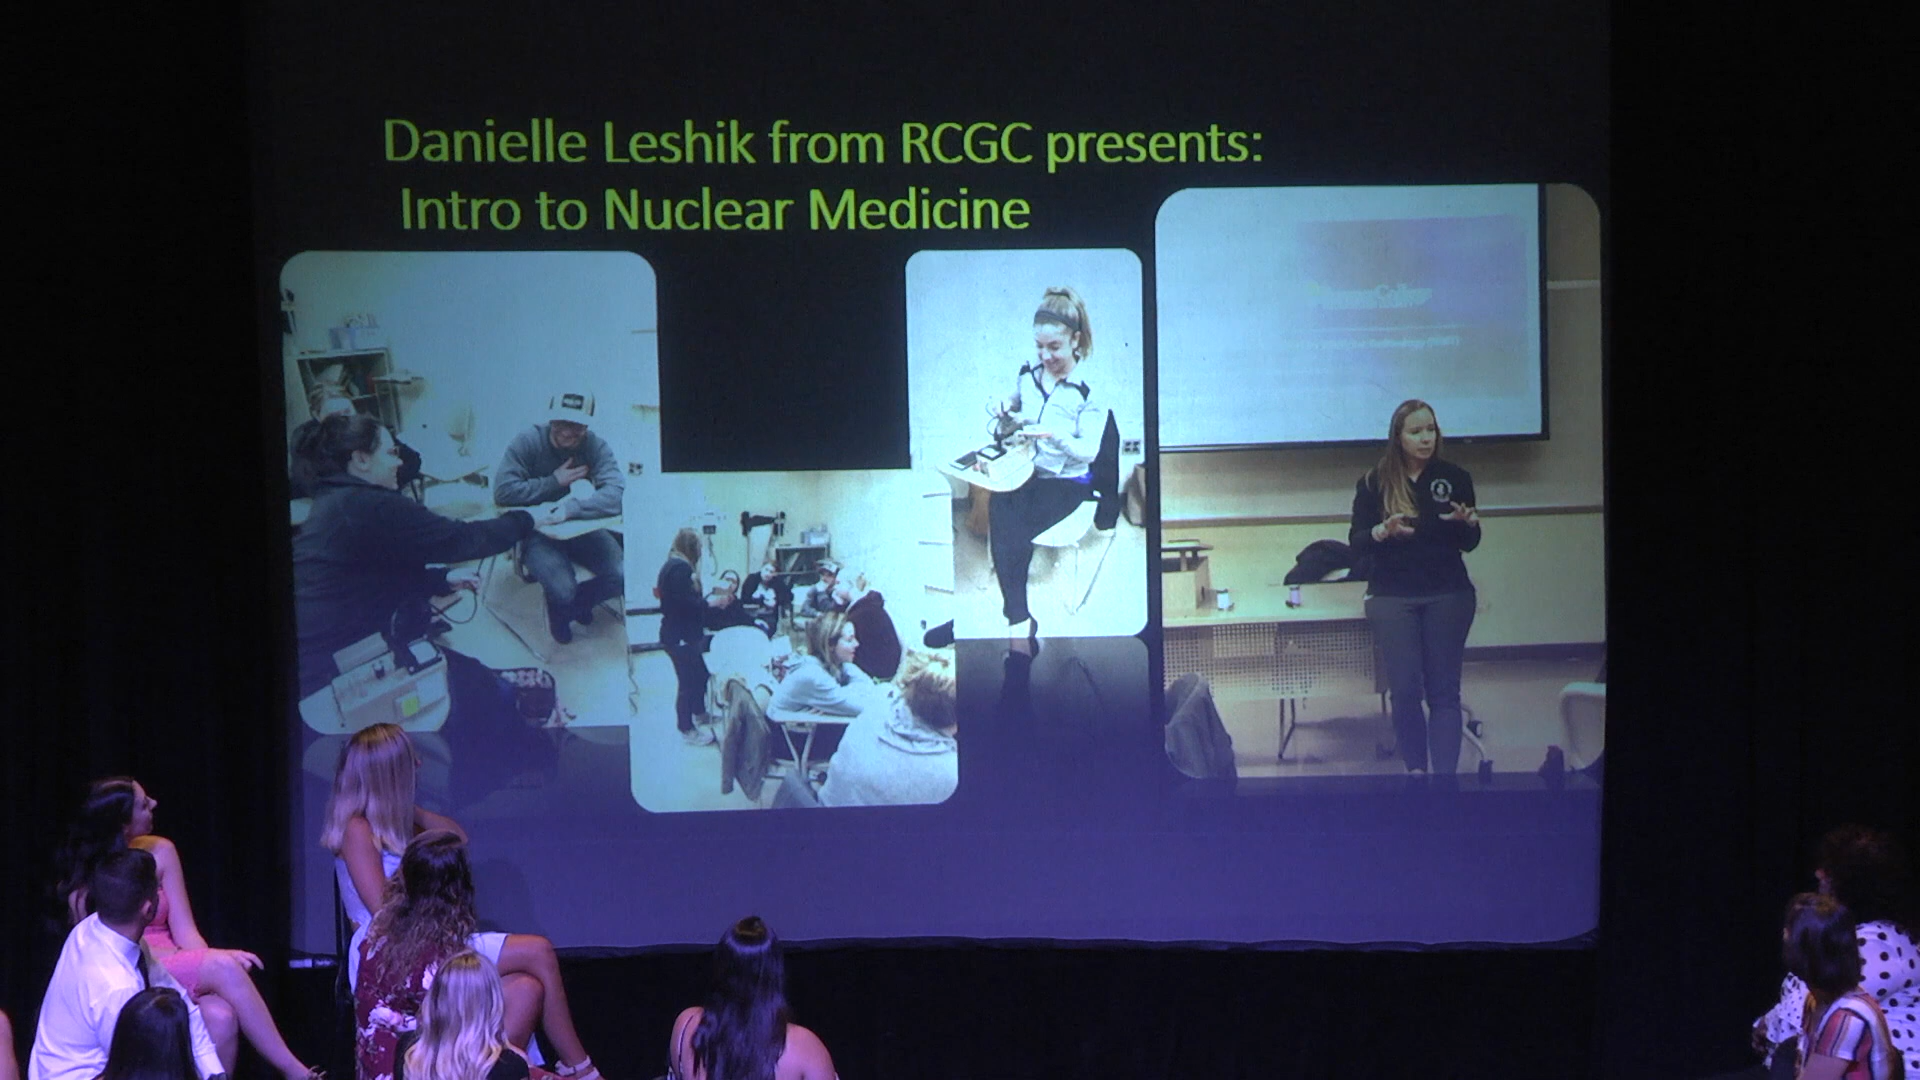 Danielle Leshik from RCGC presents:
Intro to Nuclear Medicine